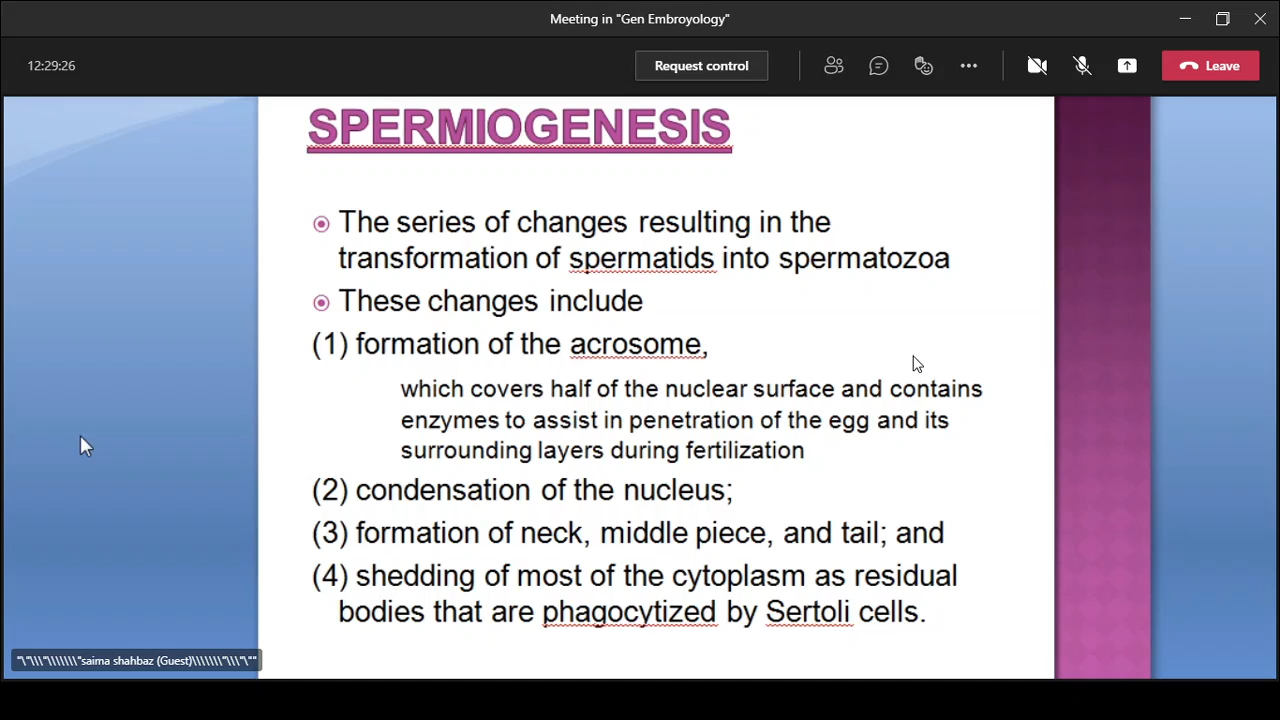 Meeting in "Gen Embroyology"
12:29:26
Request control
Leave
SPERMIOGENESIS
The series of changes resulting in the
transformation of spermatids into spermatozoa
These changes include
(1) formation of the acrosome,
which covers half of the nuclear surface and contains
enzymes to assist in penetration of the egg and its
surrounding layers during fertilization
(2) condensation of the nucleus;
(3) formation of neck, middle piece, and tail; and
(4) shedding of most of the cytoplasm as residual
bodies that are phagocytized by Sertoli cells.
"\"\\\"\\\\\\\"saima shahbaz (Guest)\\\\\\\"\\\"\""